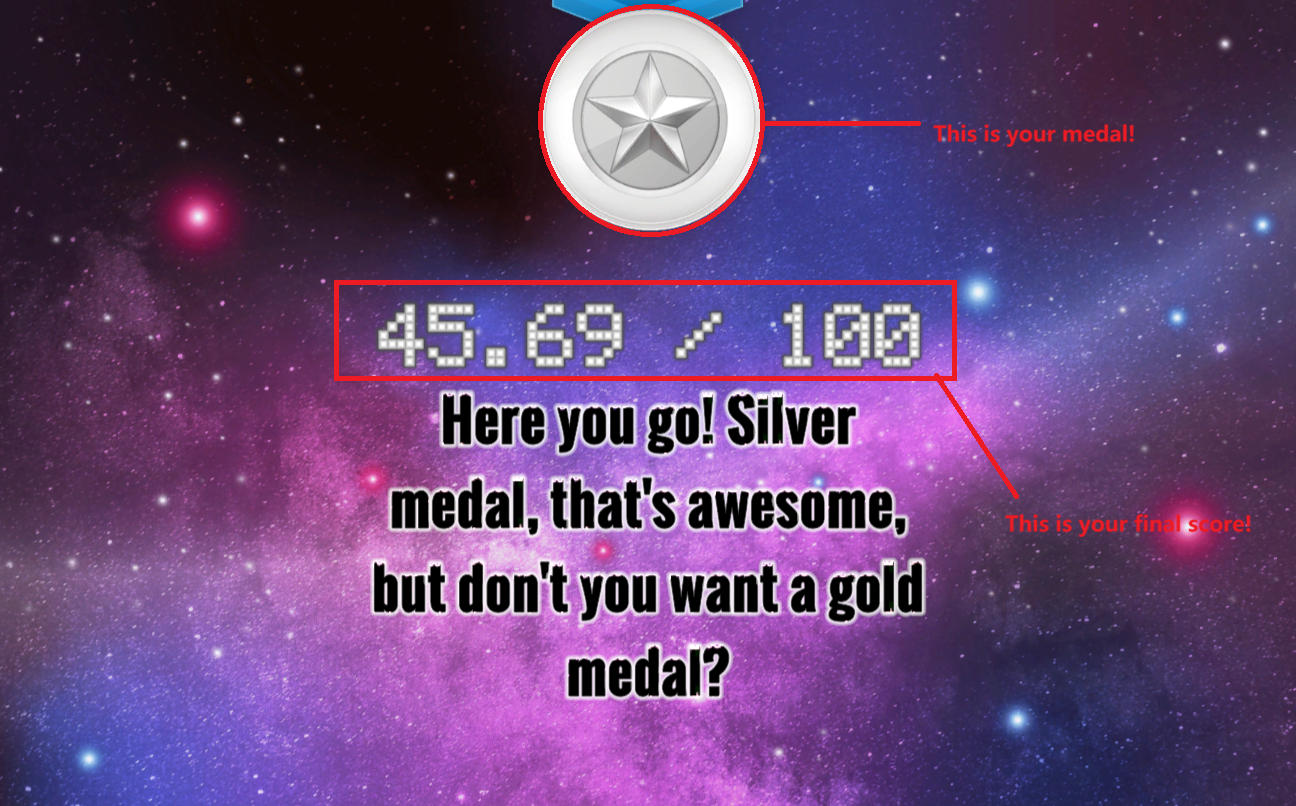 This is your medal!
45.69 / 100
Here you go! Silver
medal, that's awesome,
but don't you want a gold
medal?
This is your final score!